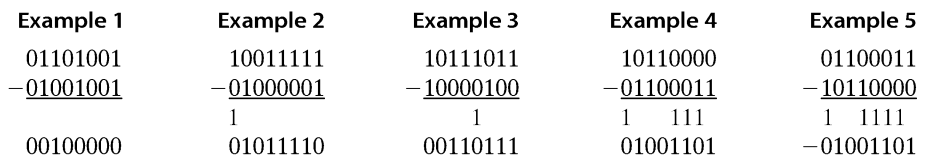 Example 1 Example 2 Example 3 Example 4 Example 5
01101001 10011111 10111011 10110000 01100011
−01001001 −01000001 −10000100 −01100011 −10110000
1 1 1 111 1 1111
00100000 01011110 00110111 01001101 −01001101